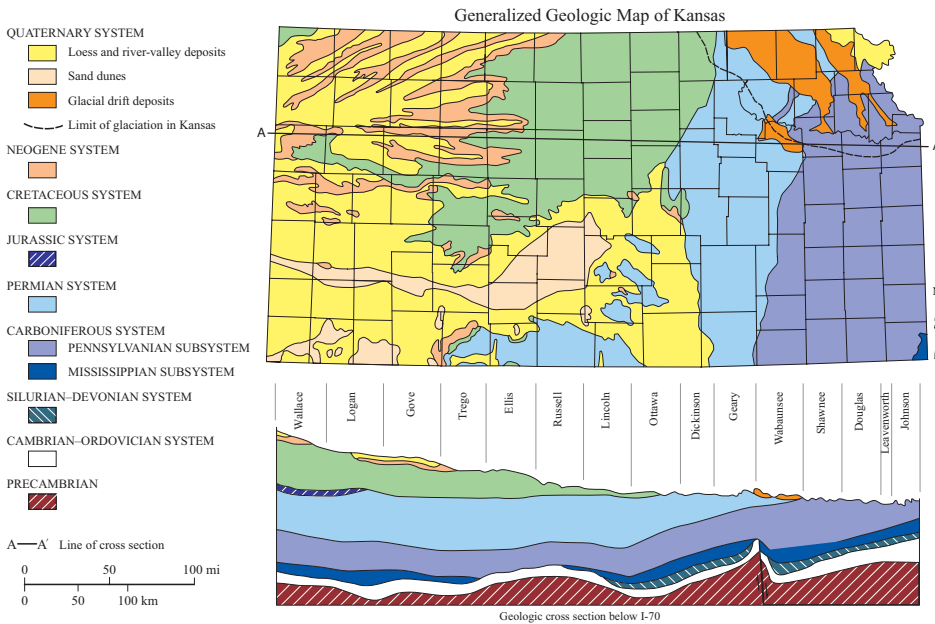 Generalized Geologic Map of Kansas
QUATERNARY SYSTEM
Loess and river-valley deposits
Sand dunes
Glacial drift deposits
Limit of glaciation in Kansas
NEOGENE SYSTEM
CRETACEOUS SYSTEM
JURASSIC SYSTEM
PERMIAN SYSTEM
CARBONIFEROUS SYSTEM
PENNSYLVANIAN SUBSYSTEM
MISSISSIPPIAN SUBSYSTEM
SILURIAN–DEVONIAN SYSTEM
CAMBRIAN–ORDOVICIAN SYSTEM
PRECAMBRIAN
A—A′ Line of cross section
0 50 100 mi
0 50 100 km
A
Wallace
Logan
Gove
Trego
Ellis
Russell
Lincoln
Ottawa
Dickinson
Geary
Wabaunsee
Shawnee
Douglas
Leavenworth
Johnson
Geologic cross section below I-70